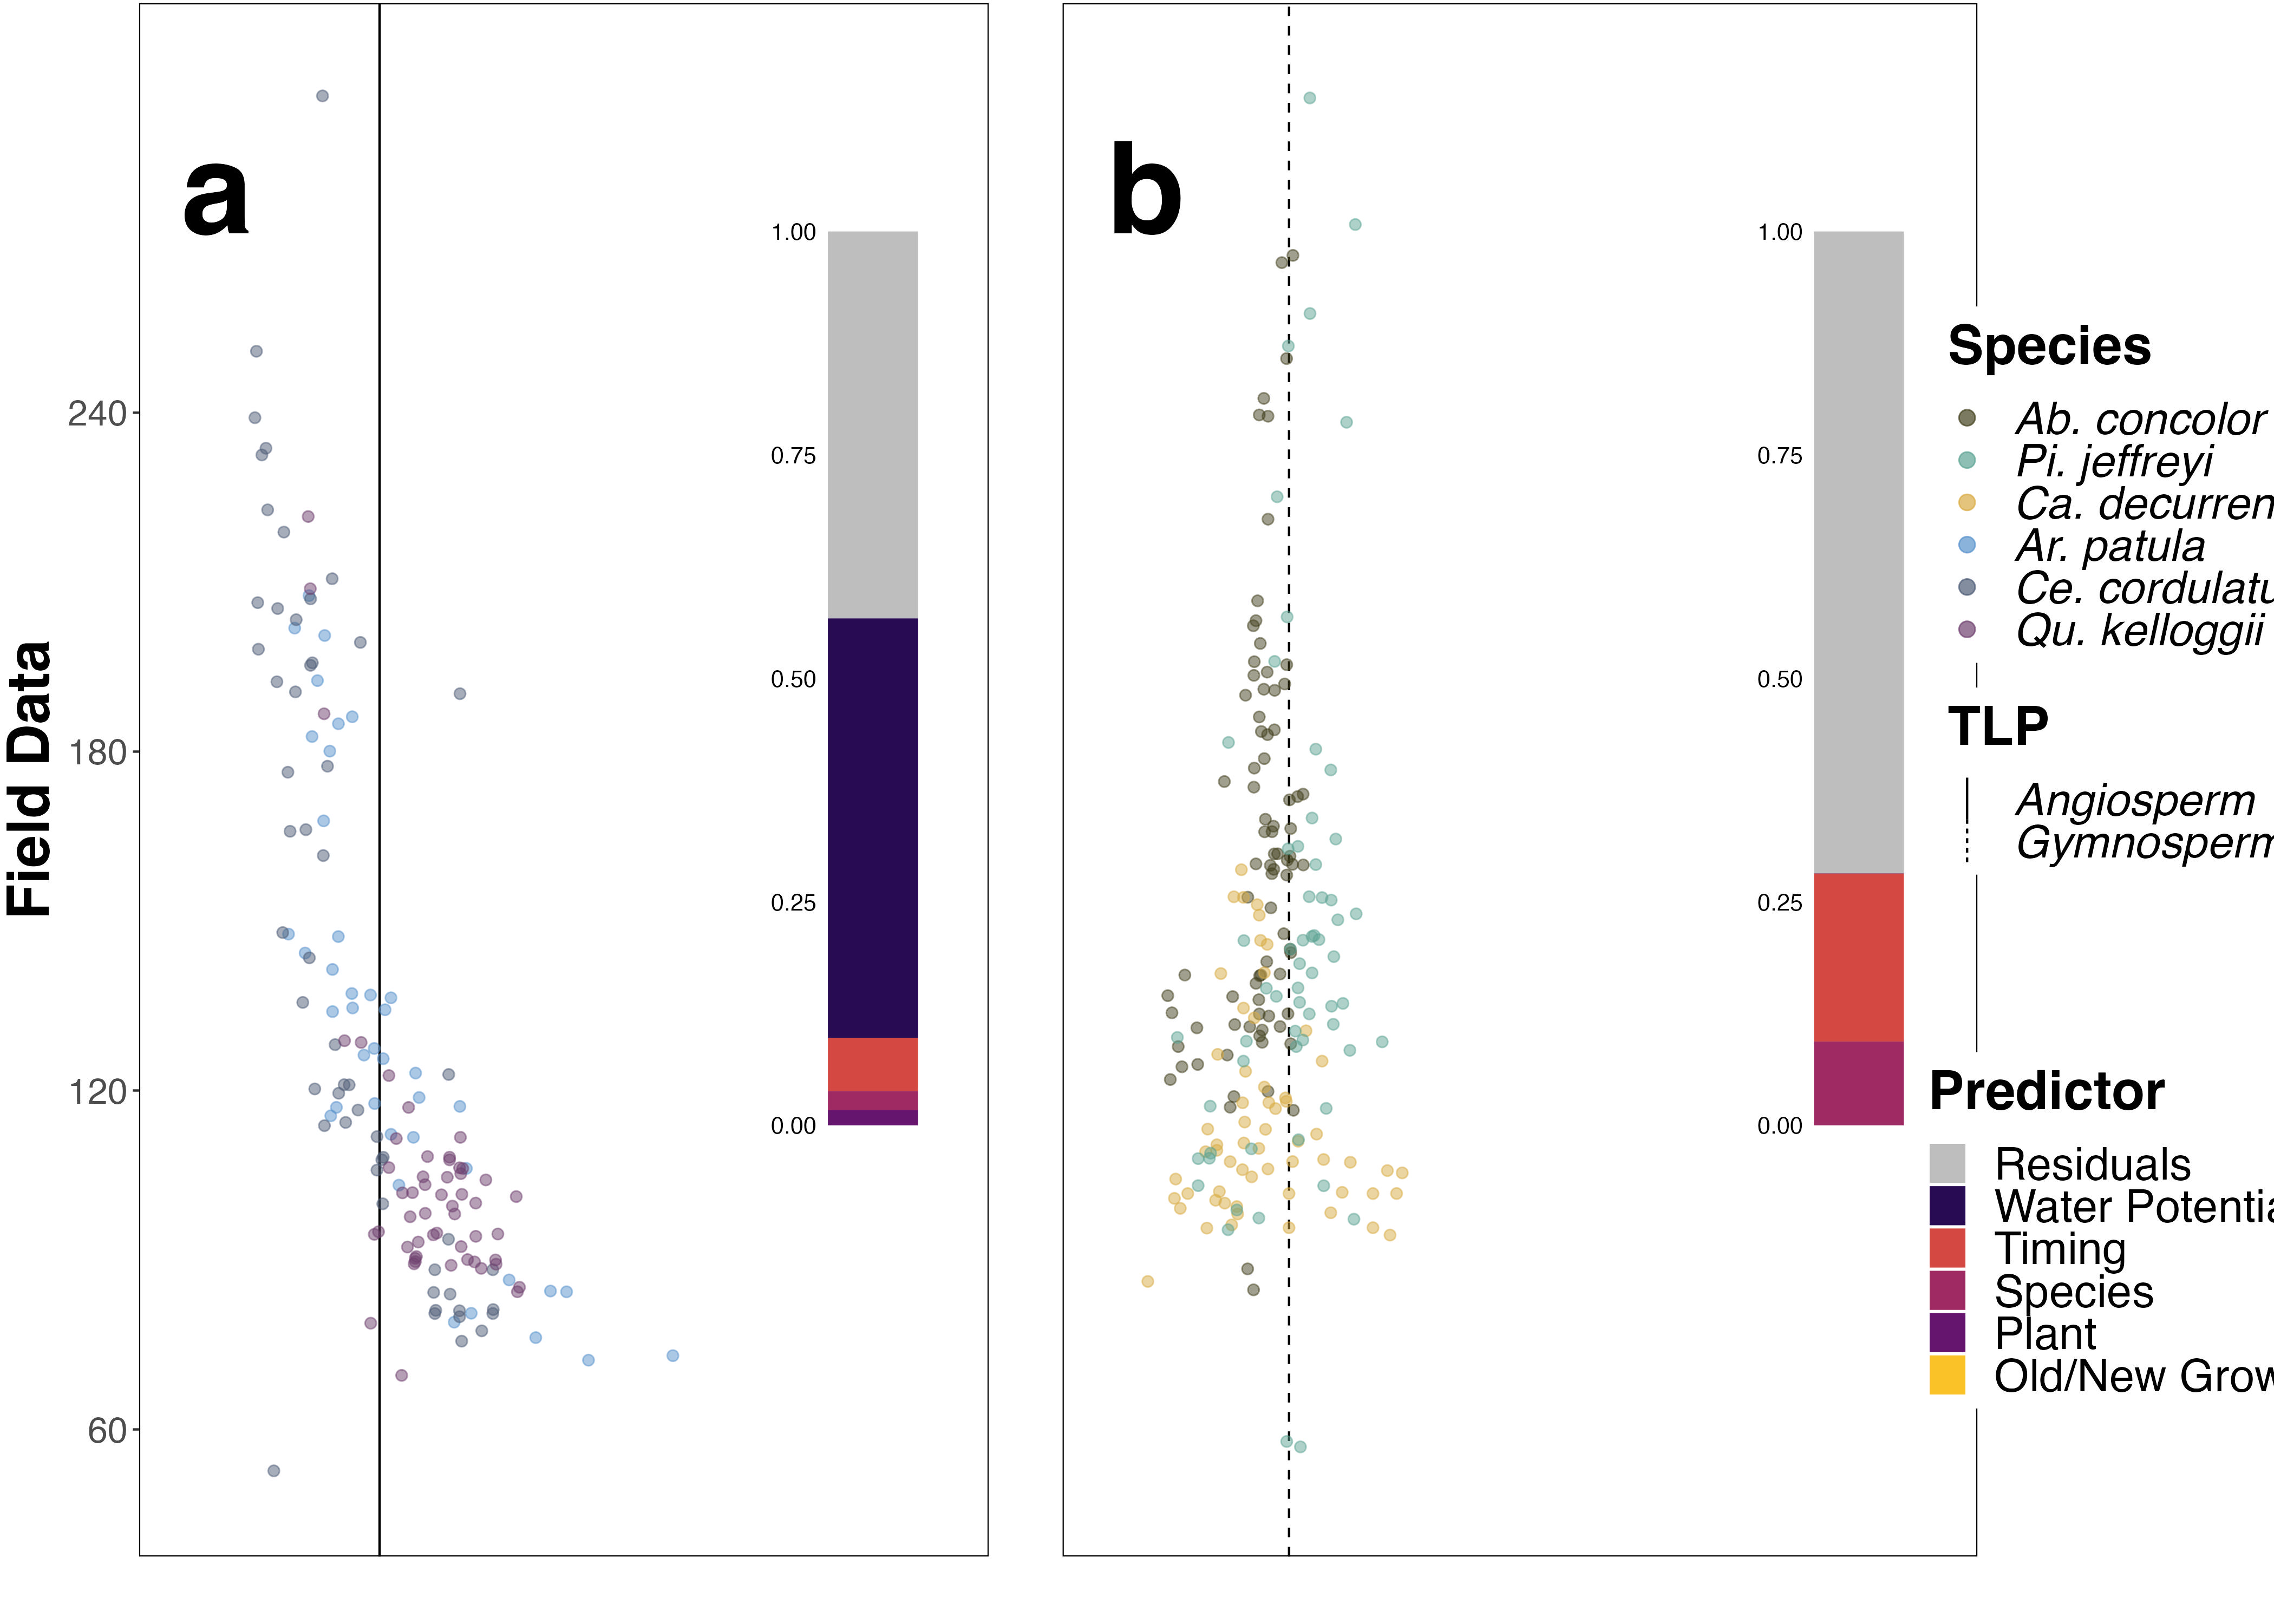 a
b
Field Data
240
180
120
60
1.00
0.75
0.50
0.25
0.00
1.00
0.75
0.50
0.25
0.00
Species
Ab. concolor
Pi. jeffreyi
Ca. decurren
Ar. patula
Ce. cordulatu
Qu. kelloggii
TLP
Angiosperm
Gymnosperm
Predictor
Residuals
Water Potentia
Timing
Species
Plant
Old/New Grow